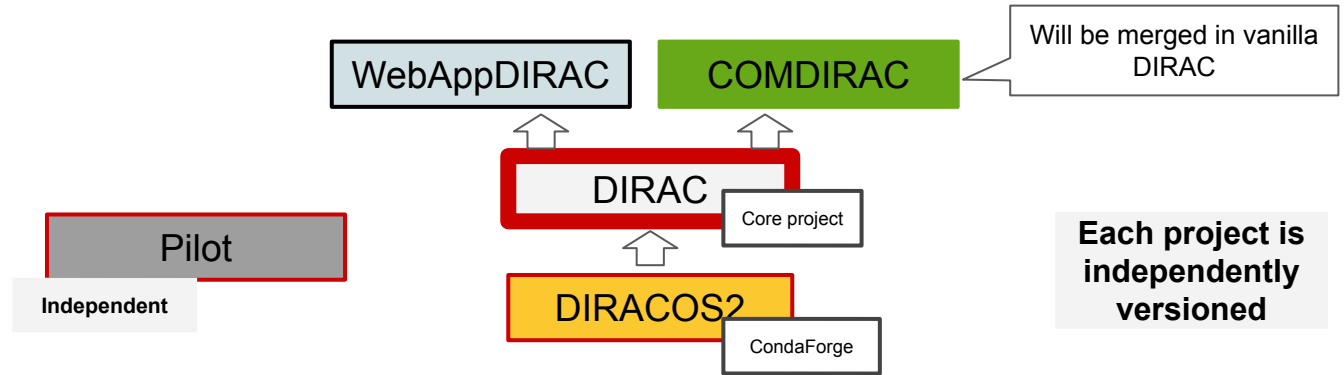 WebAppDIRAC
COMDIRAC
Will be merged in vanilla
DIRAC
DIRAC
Core project
Pilot
Independent
Each project is
independently
versioned
DIRACOS2
CondaForge